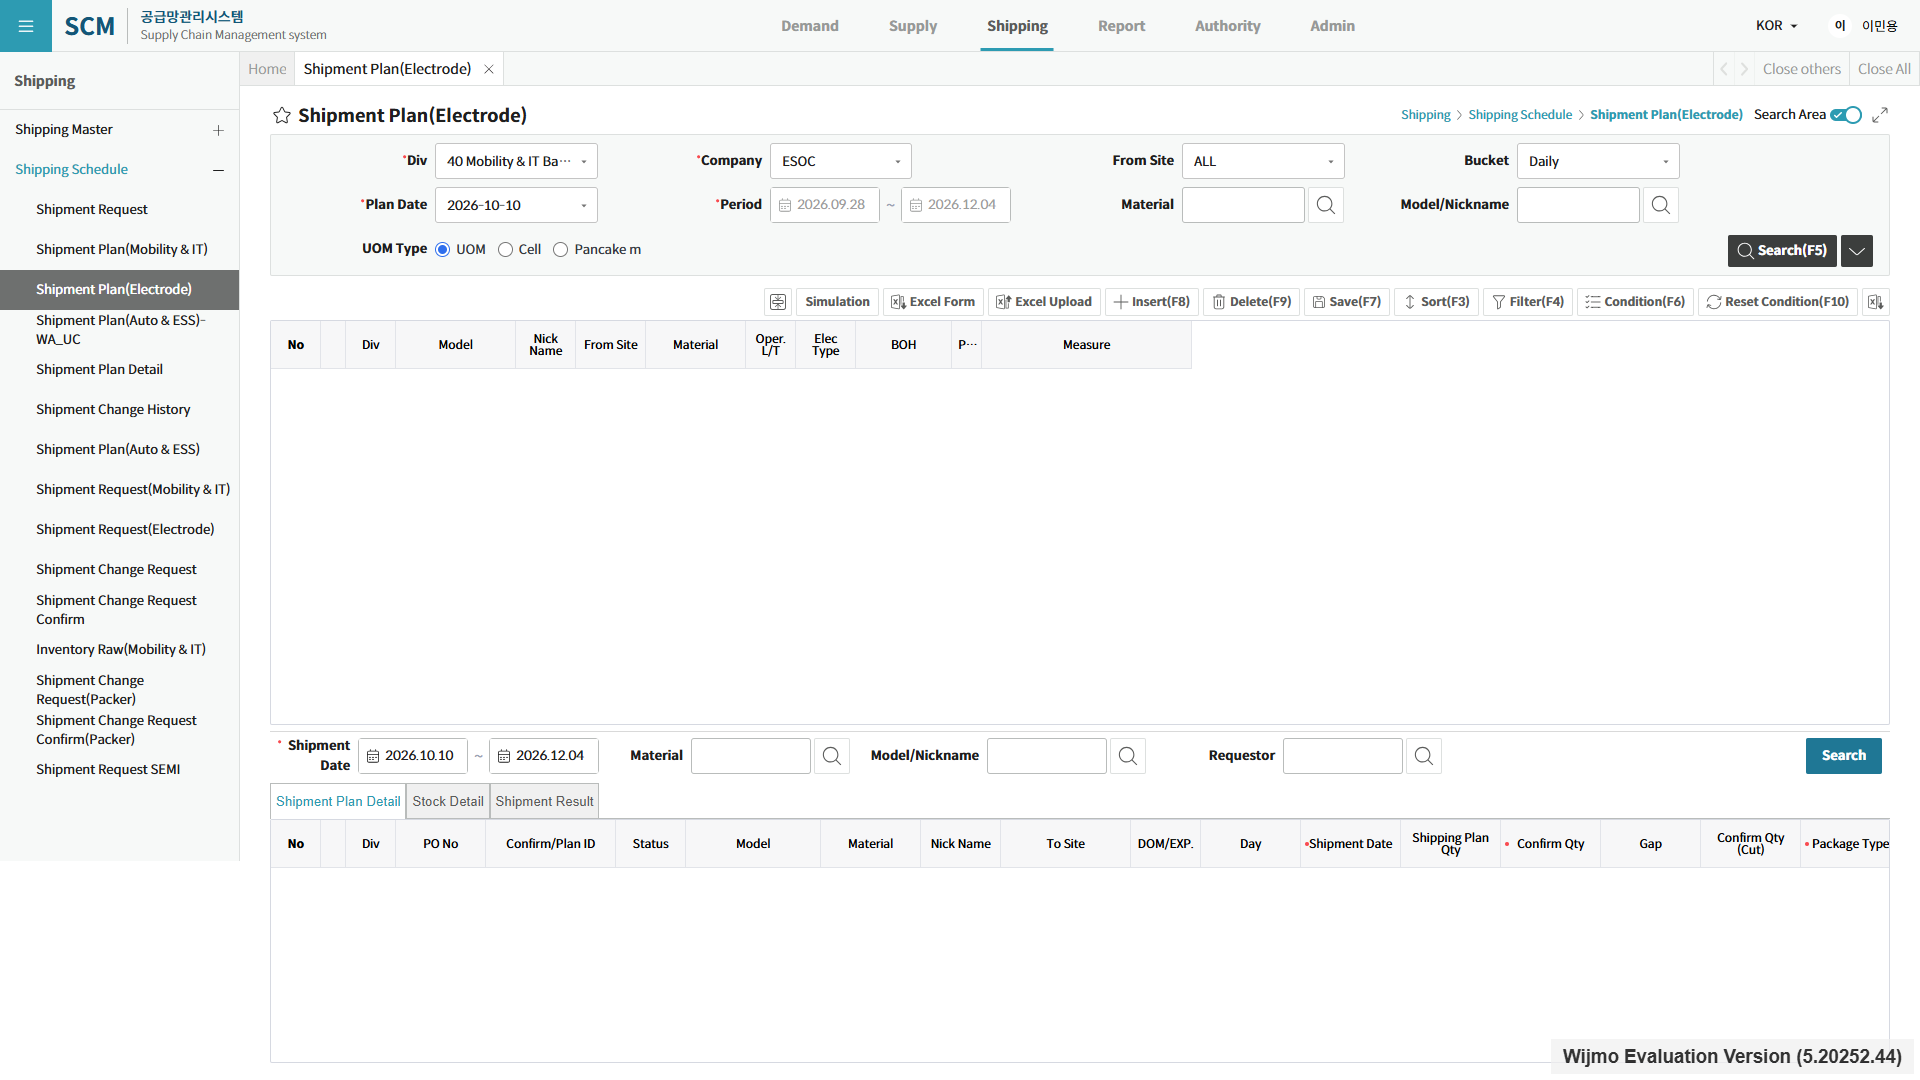 SCM
공급망관리시스템
Supply Chain Management system
Demand
Supply
Shipping
Report
Authority
Admin
KOR
이
이민용
Shipping
Home
Shipment Plan(Electrode)
Close others
Close All
Shipping Master
Shipping Schedule
Shipment Request
Shipment Plan(Mobility & IT)
Shipment Plan(Electrode)
Shipment Plan(Auto & ESS)-
WA_UC
Shipment Plan Detail
Shipment Change History
Shipment Plan(Auto & ESS)
Shipment Request(Mobility & IT)
Shipment Request(Electrode)
Shipment Change Request
Shipment Change Request
Confirm
Inventory Raw(Mobility & IT)
Shipment Change
Request(Packer)
Shipment Change Request
Confirm(Packer)
Shipment Request SEMI
Shipment Plan(Electrode)
Shipping > Shipping Schedule > Shipment Plan(Electrode)
Search Area
*Div
40 Mobility & IT Ba···
*Company
ESOC
From Site
ALL
Bucket
Daily
*Plan Date
2026-10-10
*Period
2026.09.28 ~ 2026.12.04
Material
Model/Nickname
UOM Type
UOM
Cell
Pancake m
Search(F5)
Simulation
Excel Form
Excel Upload
Insert(F8)
Delete(F9)
Save(F7)
Sort(F3)
Filter(F4)
Condition(F6)
Reset Condition(F10)
No
Div
Model
Nick
Name
From Site
Material
Oper.
L/T
Elec
Type
BOH
P···
Measure
* Shipment
Date
2026.10.10 ~ 2026.12.04
Material
Model/Nickname
Requestor
Search
Shipment Plan Detail
Stock Detail
Shipment Result
No
Div
PO No
Confirm/Plan ID
Status
Model
Material
Nick Name
To Site
DOM/EXP.
Day
Shipment Date
Shipping Plan
Qty
Confirm Qty
Gap
Confirm Qty
(Cut)
Package Type
Wijmo Evaluation Version (5.20252.44)